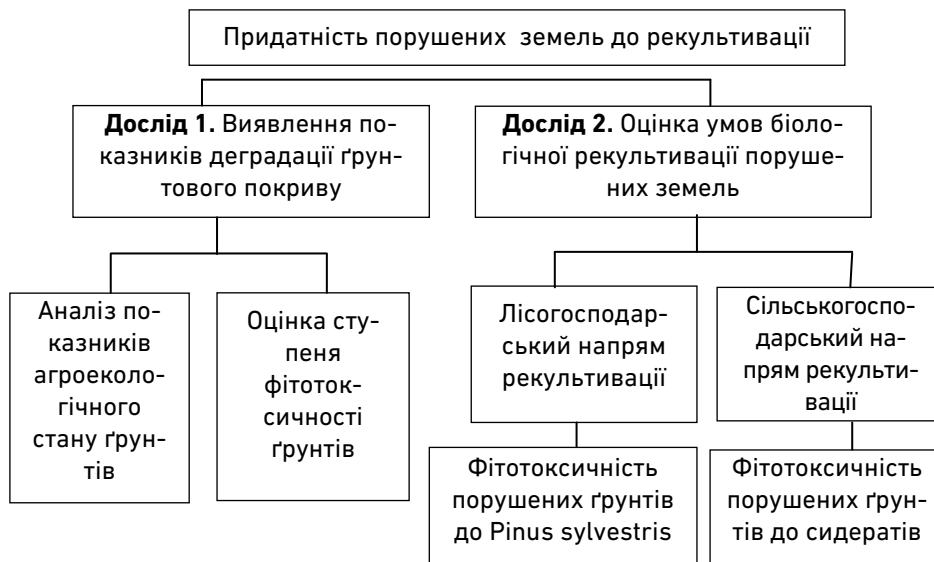 Придатність порушених земель до рекультивації
Дослід 1. Виявлення по-
казників деградації ґрун-
тового покриву
Дослід 2. Оцінка умов біоло-
гічної рекультивації поруше-
них земель
Аналіз по-
казників
агроеколо-
гічного
стану ґрун-
тів
Оцінка сту-
пеня
фітоток-
сичності
ґрунтів
Лісогосподар-
ський напрям
рекультивації
Сільськогоспо-
дарський на-
прям рекульти-
вації
Фітотоксичність
порушених ґрунтів
до Pinus sylvestris
Фітотоксичність
порушених ґрун-
тів до сидератів